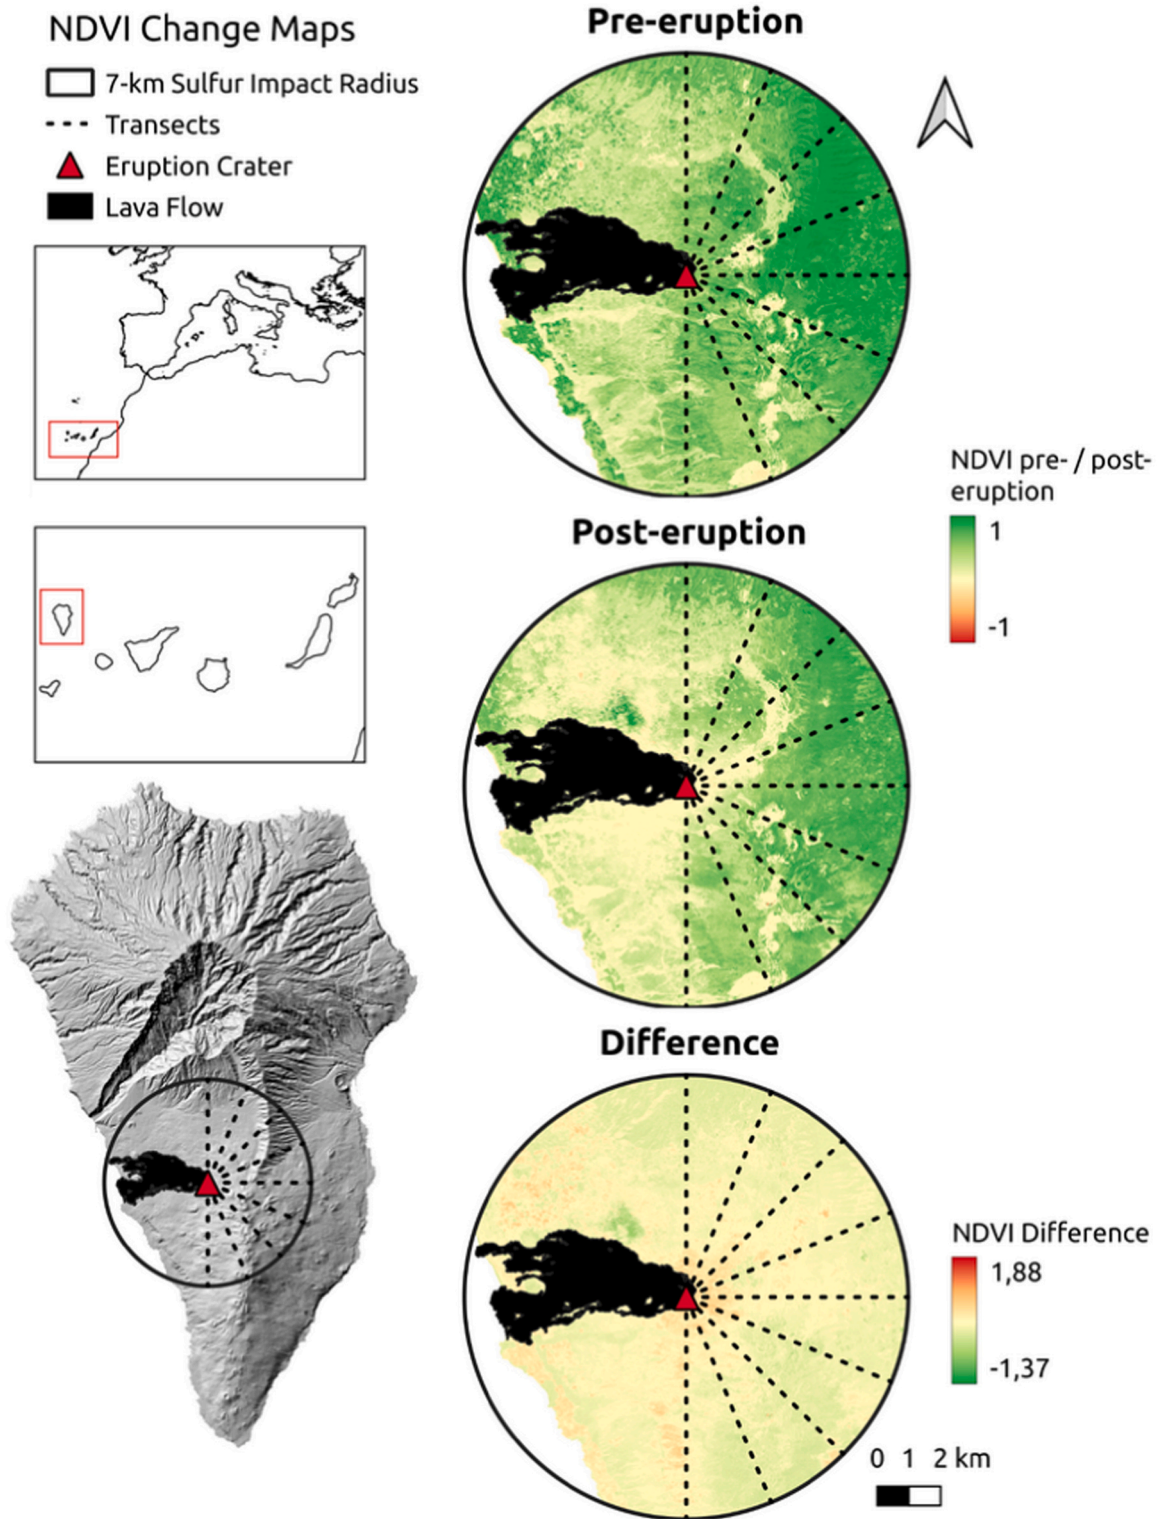 NDVI Change Maps
7-km Sulfur Impact Radius
Transects
Eruption Crater
Lava Flow
Pre-eruption
NDVI pre- / post-
eruption
1
-1
Post-eruption
Difference
NDVI Difference
1,88
-1,37
0 1 2 km